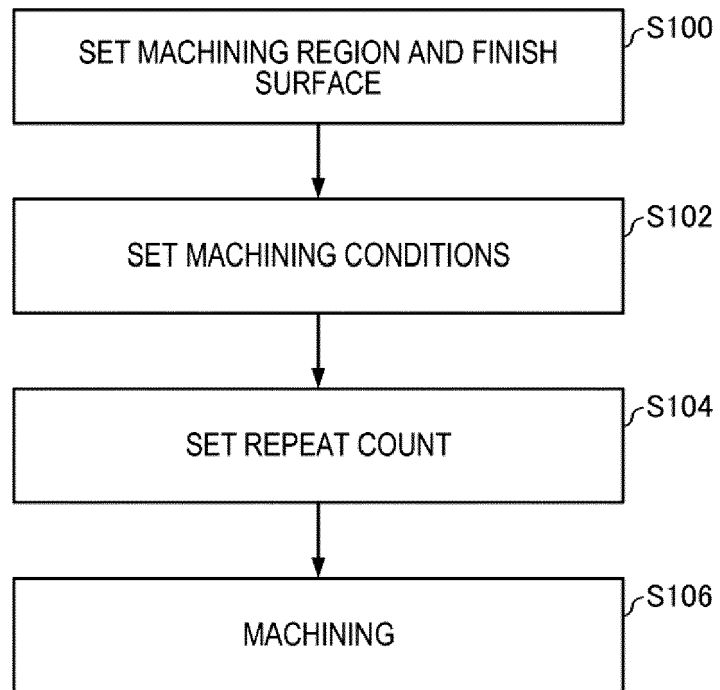 SET MACHINING REGION AND FINISH
SURFACE
S100
SET MACHINING CONDITIONS
S102
SET REPEAT COUNT
S104
MACHINING
S106